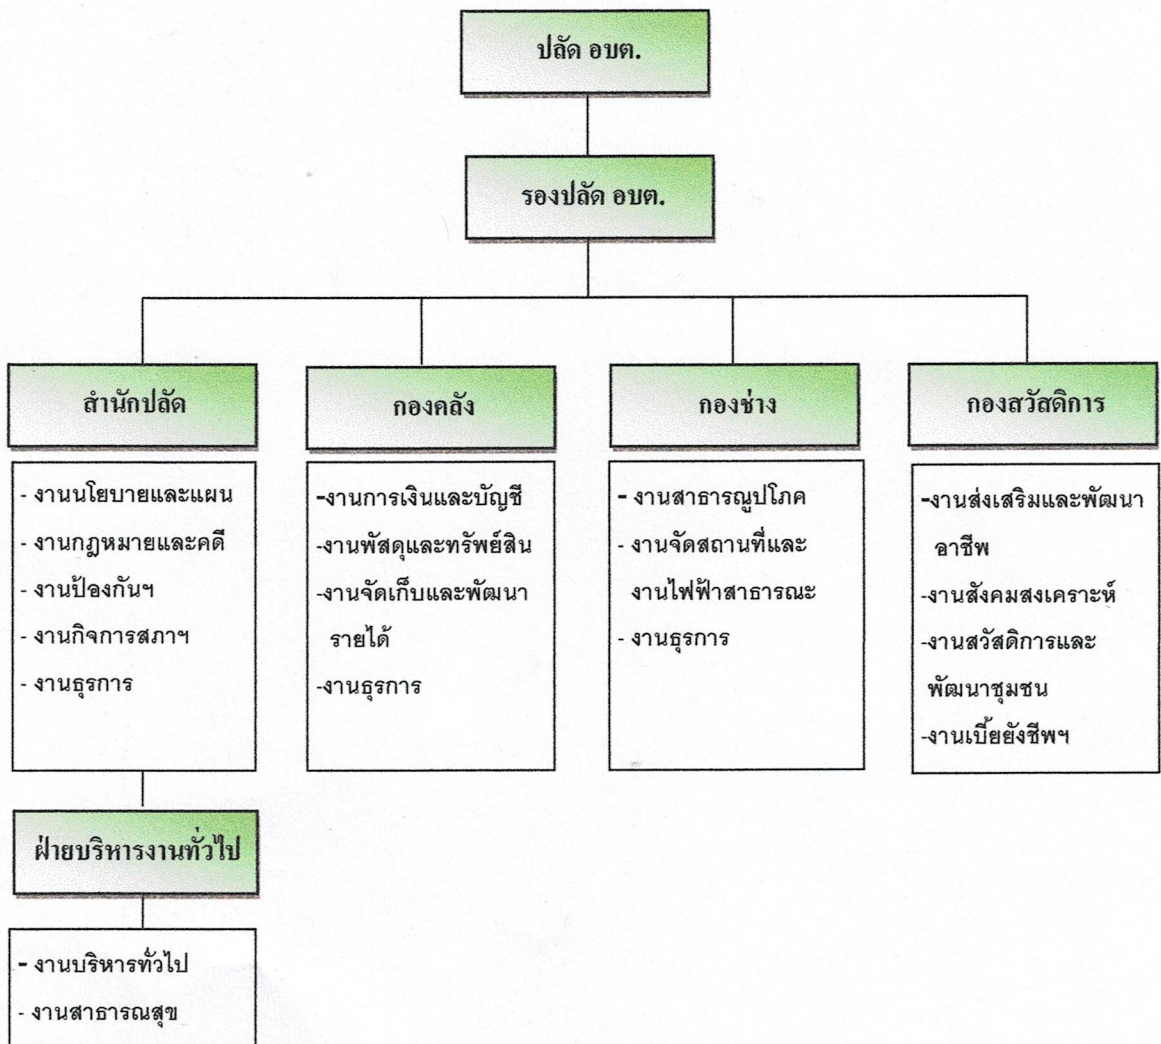 ปลัด อบต.
รองปลัด อบต.
สำนักปลัด
- งานนโยบายและแผน
- งานกฎหมายและคดี
- งานป้องกันฯ
- งานกิจการสภาฯ
- งานธุรการ
ฝ่ายบริหารงานทั่วไป
- งานบริหารทั่วไป
- งานสาธารณสุข
กองคลัง
-งานการเงินและบัญชี
-งานพัสดุและทรัพย์สิน
-งานจัดเก็บและพัฒนา
รายได้
-งานธุรการ
กองช่าง
- งานสาธารณูปโภค
- งานจัดสถานที่และ
งานไฟฟ้าสาธารณะ
- งานธุรการ
กองสวัสดิการ
-งานส่งเสริมและพัฒนา
อาชีพ
-งานสังคมสงเคราะห์
-งานสวัสดิการและ
พัฒนาชุมชน
-งานเบี้ยยังชีพฯ